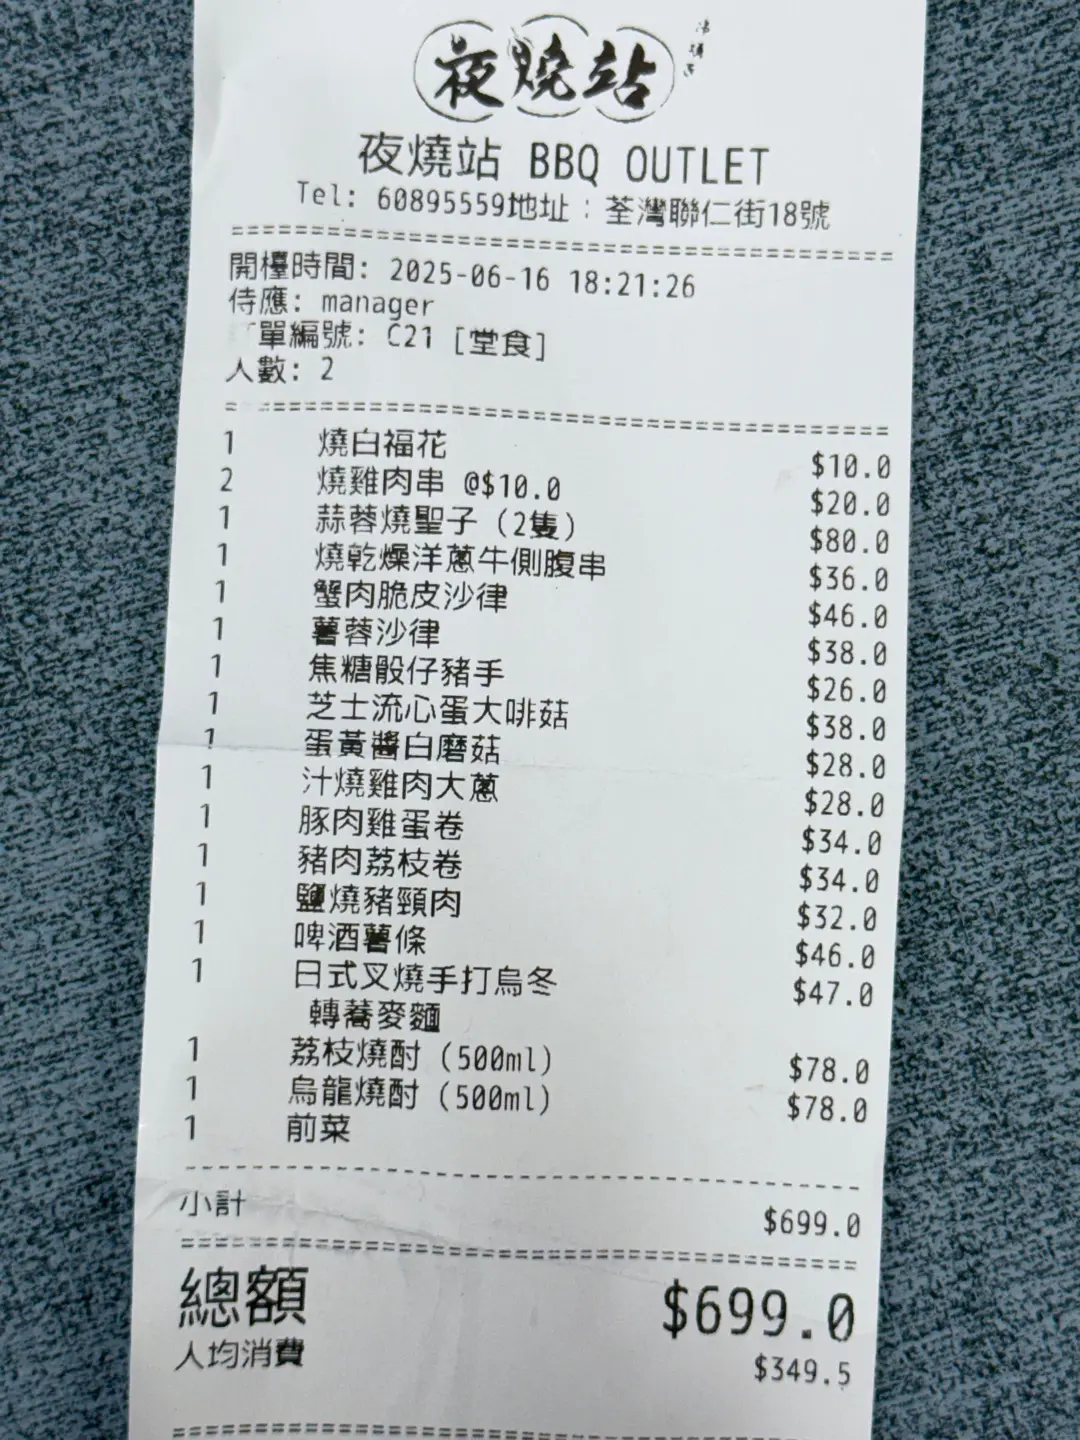 夜燒站
夜燒站 BBQ OUTLET
Tel: 60895559地址：荃灣聯仁街18號
開檯時間: 2025-06-16 18:21:26
侍應: manager
單編號: C21 [堂食]
人數: 2
1 燒白福花 $10.0
2 燒雞肉串 @$10.0 $20.0
1 蒜蓉燒聖子 (2隻) $80.0
1 燒乾燥洋蔥牛側腹串 $36.0
1 蟹肉脆皮沙律 $46.0
1 薯蓉沙律 $38.0
1 焦糖骰仔豬手 $26.0
1 芝士流心蛋大啡菇 $38.0
1 蛋黃醬白磨菇 $28.0
1 汁燒雞肉大蔥 $28.0
1 豚肉雞蛋卷 $34.0
1 豬肉荔枝卷 $34.0
1 鹽燒豬頸肉 $32.0
1 啤酒薯條 $46.0
1 日式叉燒手打烏冬 $47.0
轉蕎麥麵
1 荔枝燒酎 (500ml) $78.0
1 烏龍燒酎 (500ml) $78.0
1 前菜
小計 $699.0
總額 $699.0
人均消費 $349.5